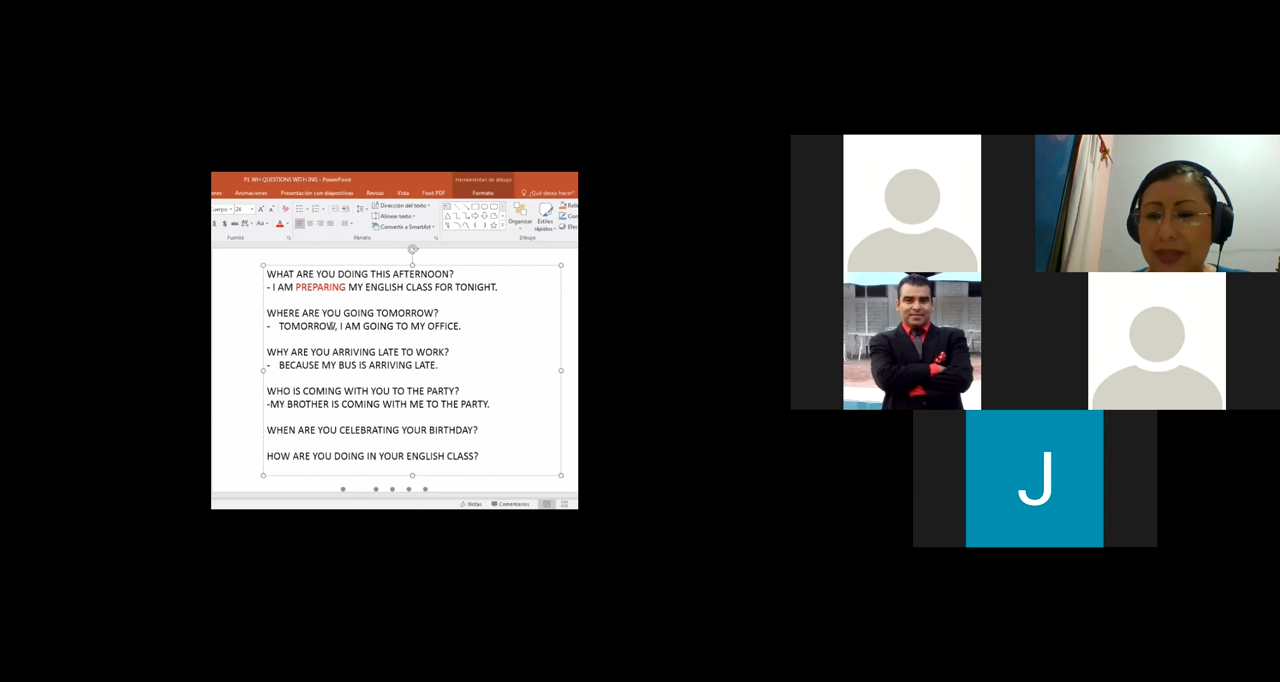 P1 WH QUESTIONS WITH ING - PowerPoint
Herramientas de dibujo
Animaciones Presentación con diapositivas Revisar Vista Foxit PDF Formato ¿Qué desea hacer?
24 Dirección del texto
Alinear texto
Convertir a SmartArt
Organizar Estilos rápidos
Fuente Párrafo Dibujo
WHAT ARE YOU DOING THIS AFTERNOON?
- I AM PREPARING MY ENGLISH CLASS FOR TONIGHT.
WHERE ARE YOU GOING TOMORROW?
- TOMORROW, I AM GOING TO MY OFFICE.
WHY ARE YOU ARRIVING LATE TO WORK?
- BECAUSE MY BUS IS ARRIVING LATE.
WHO IS COMING WITH YOU TO THE PARTY?
-MY BROTHER IS COMING WITH ME TO THE PARTY.
WHEN ARE YOU CELEBRATING YOUR BIRTHDAY?
HOW ARE YOU DOING IN YOUR ENGLISH CLASS?
Notas Comentarios
J